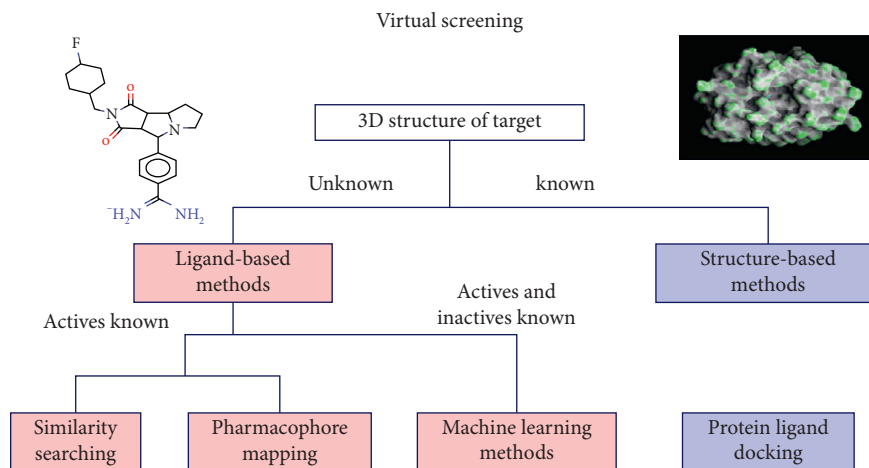 Virtual screening
F
O
N
O
N
⁻H₂N
NH₂
3D structure of target
Unknown
known
Ligand-based
methods
Structure-based
methods
Actives known
Actives and
inactives known
Similarity
searching
Pharmacophore
mapping
Machine learning
methods
Protein ligand
docking